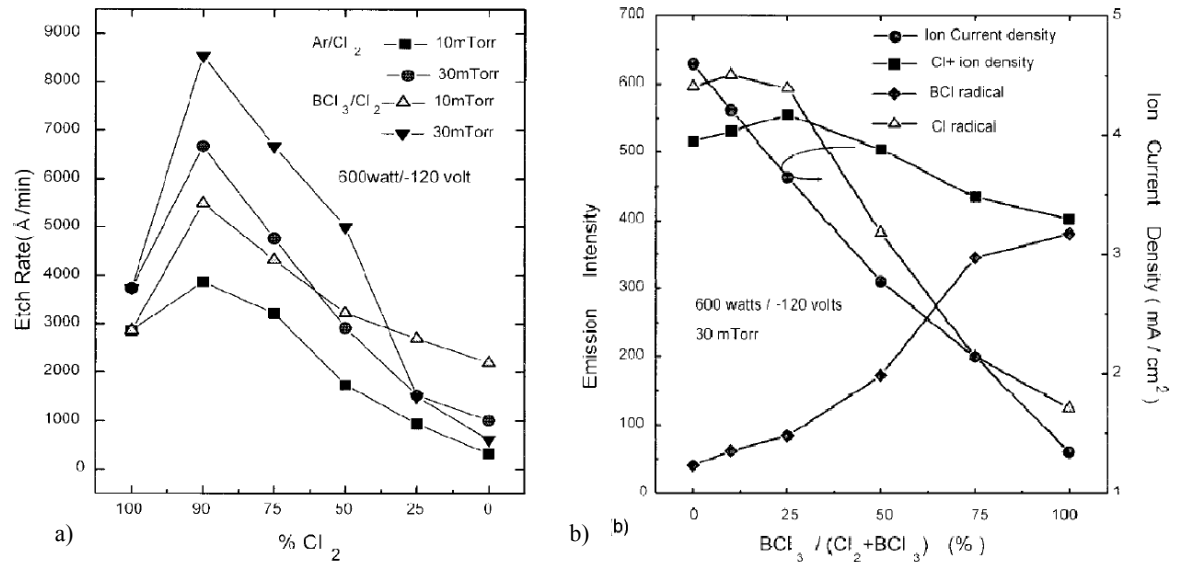 9000
8000
7000
6000
5000
4000
3000
2000
1000
0
Etch Rate( Å/min)
Ar/Cl2 10mTorr
30mTorr
BCl3/Cl2 10mTorr
30mTorr
600watt/-120 volt
100 90 75 50 25 0
% Cl2
a)
700
600
500
400
300
200
100
0
Emission Intensity
Ion Current density
Cl+ ion density
BCl radical
Cl radical
600 watts / -120 volts
30 mTorr
5
4
3
2
1
Ion Current Density ( mA / cm2)
0 25 50 75 100
b) b)
BCl3 / (Cl2+BCl3) (%)